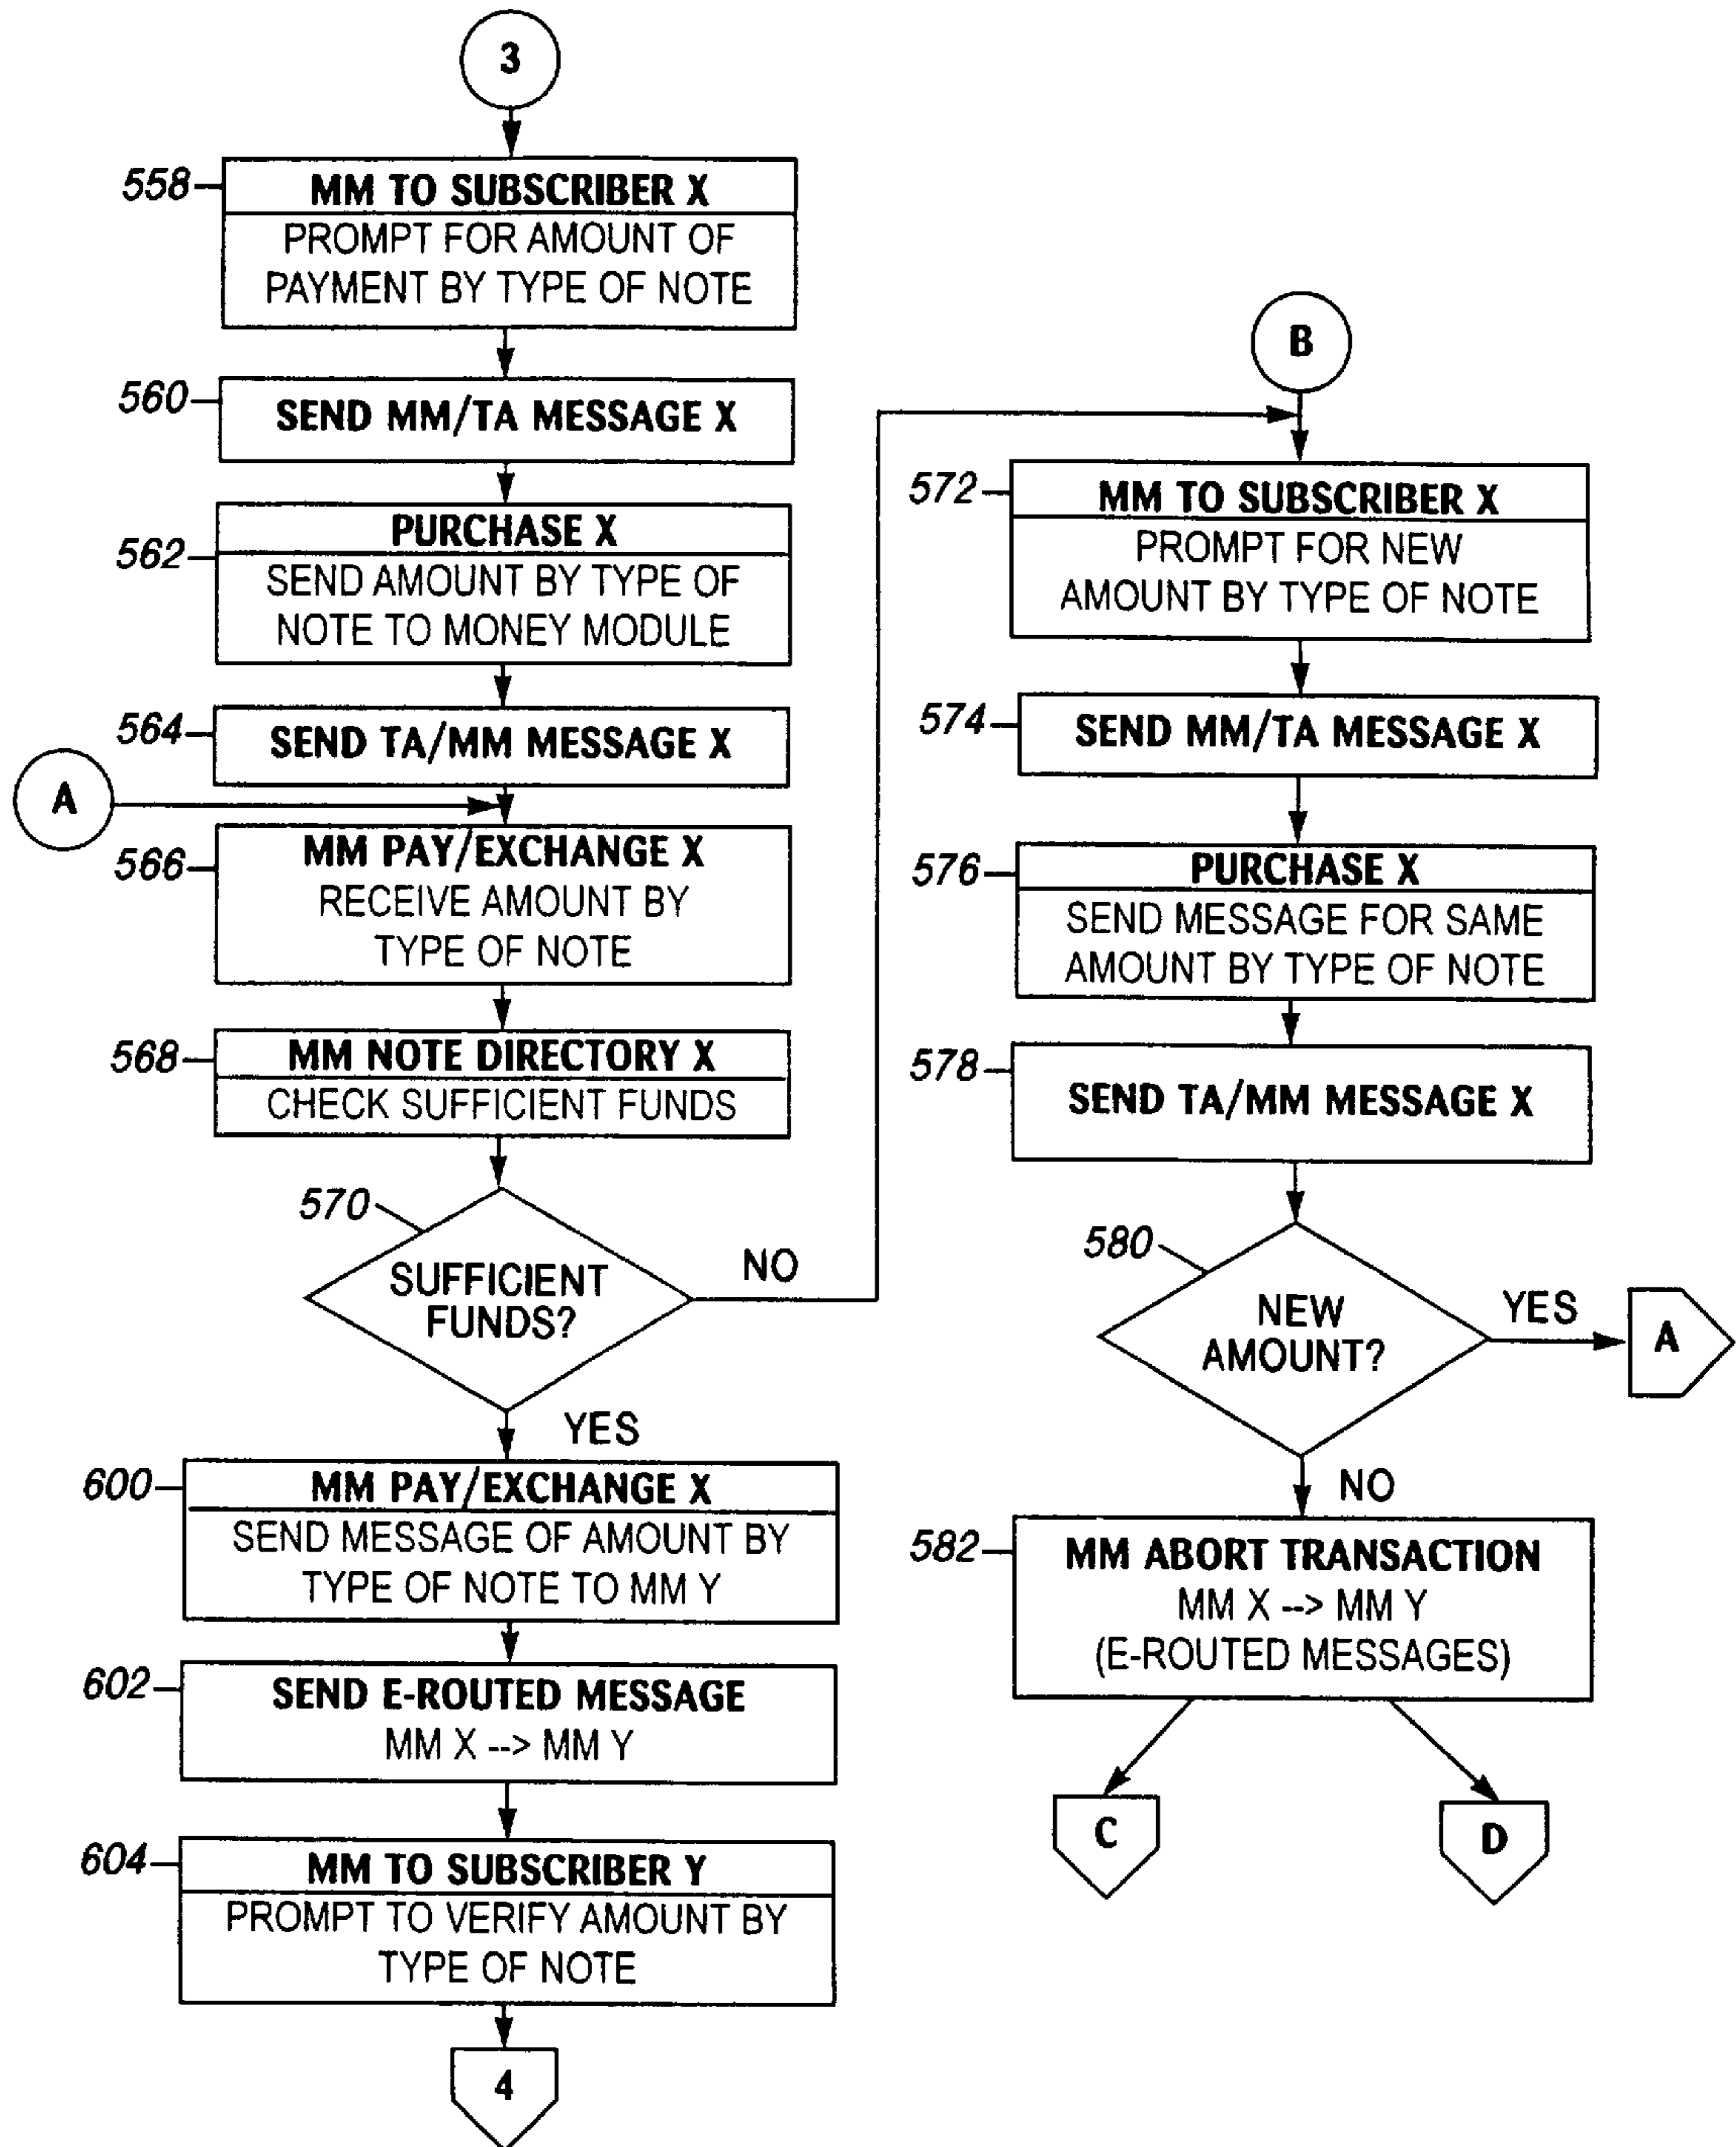 3
558
MM TO SUBSCRIBER X
PROMPT FOR AMOUNT OF
PAYMENT BY TYPE OF NOTE
560
SEND MM/TA MESSAGE X
562
PURCHASE X
SEND AMOUNT BY TYPE OF
NOTE TO MONEY MODULE
564
SEND TA/MM MESSAGE X
A
566
MM PAY/EXCHANGE X
RECEIVE AMOUNT BY
TYPE OF NOTE
568
MM NOTE DIRECTORY X
CHECK SUFFICIENT FUNDS
570
SUFFICIENT
FUNDS?
NO
YES
600
MM PAY/EXCHANGE X
SEND MESSAGE OF AMOUNT BY
TYPE OF NOTE TO MM Y
602
SEND E-ROUTED MESSAGE
MM X --> MM Y
604
MM TO SUBSCRIBER Y
PROMPT TO VERIFY AMOUNT BY
TYPE OF NOTE
4
B
572
MM TO SUBSCRIBER X
PROMPT FOR NEW
AMOUNT BY TYPE OF NOTE
574
SEND MM/TA MESSAGE X
576
PURCHASE X
SEND MESSAGE FOR SAME
AMOUNT BY TYPE OF NOTE
578
SEND TA/MM MESSAGE X
580
NEW
AMOUNT?
YES
A
NO
582
MM ABORT TRANSACTION
MM X --> MM Y
(E-ROUTED MESSAGES)
C
D